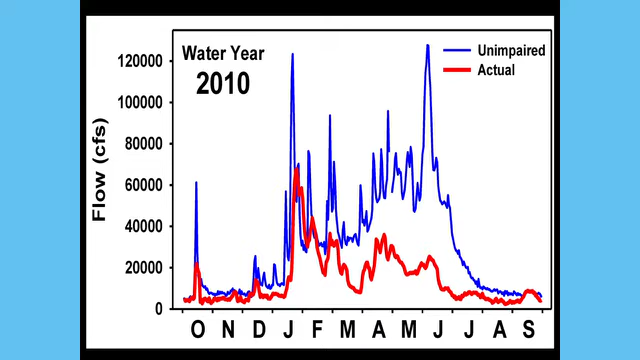 Water Year
2010
Unimpaired
Actual
Flow (cfs)
120000
100000
80000
60000
40000
20000
0
O N D J F M A M J J A S